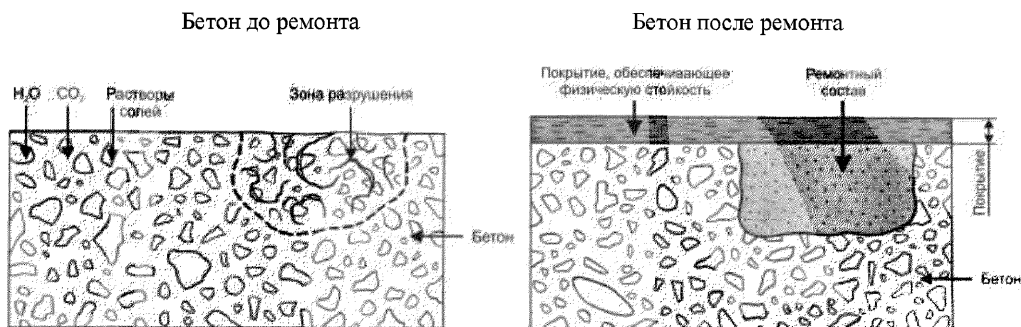 Бетон до ремонта
Бетон после ремонта
H₂O
CO₂
Растворы
солей
Зона разрушения
Бетон
Покрытие, обеспечивающее
физическую стойкость
Ремонтный
состав
Покрытие
Бетон